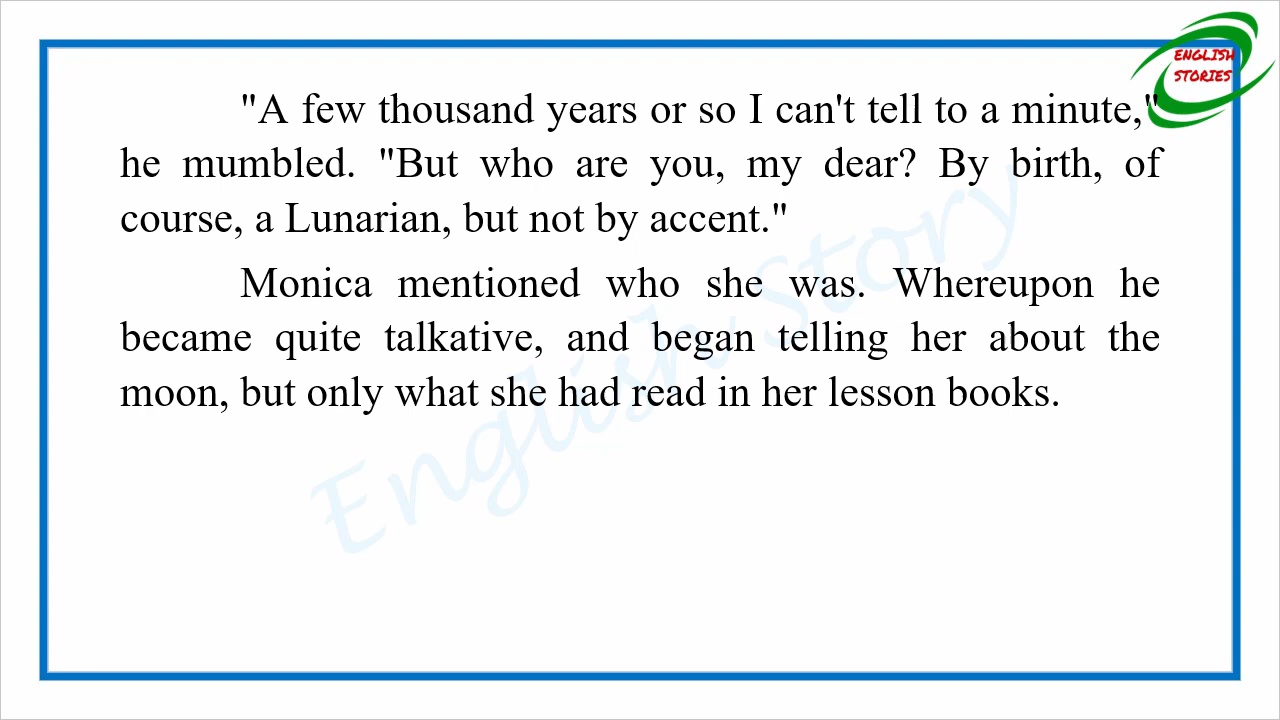 ENGLISH
STORIES
"A few thousand years or so I can't tell to a minute,"
he mumbled. "But who are you, my dear? By birth, of
course, a Lunarian, but not by accent."
Monica mentioned who she was. Whereupon he
became quite talkative, and began telling her about the
moon, but only what she had read in her lesson books.
English Story